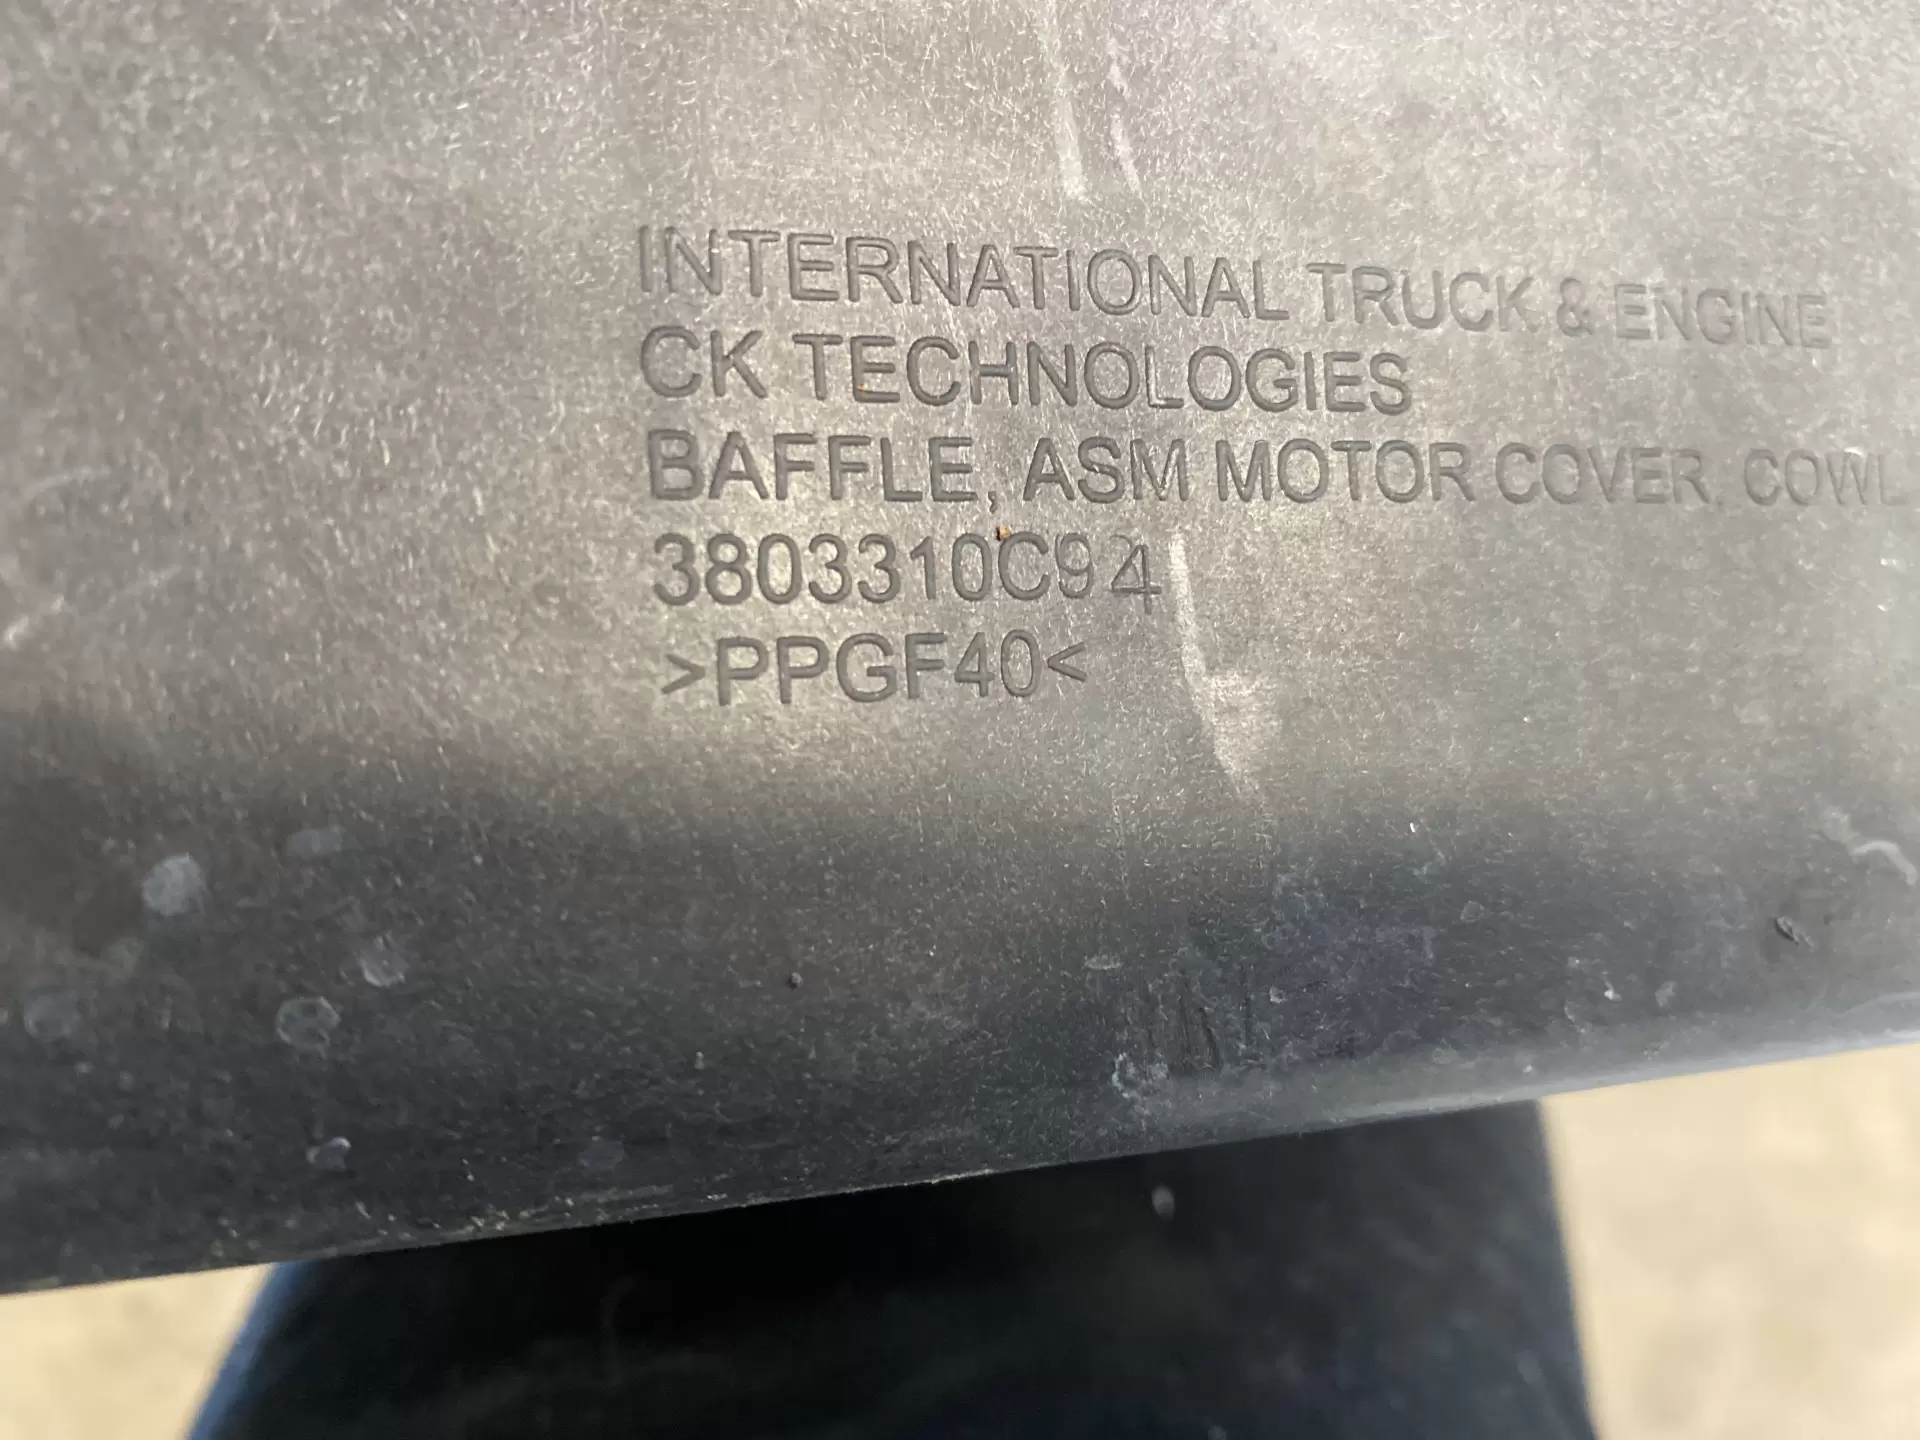 INTERNATIONAL TRUCK & ENGINE
CK TECHNOLOGIES
BAFFLE, ASM MOTOR COVER, COWL
3803310C94
>PPGF40<